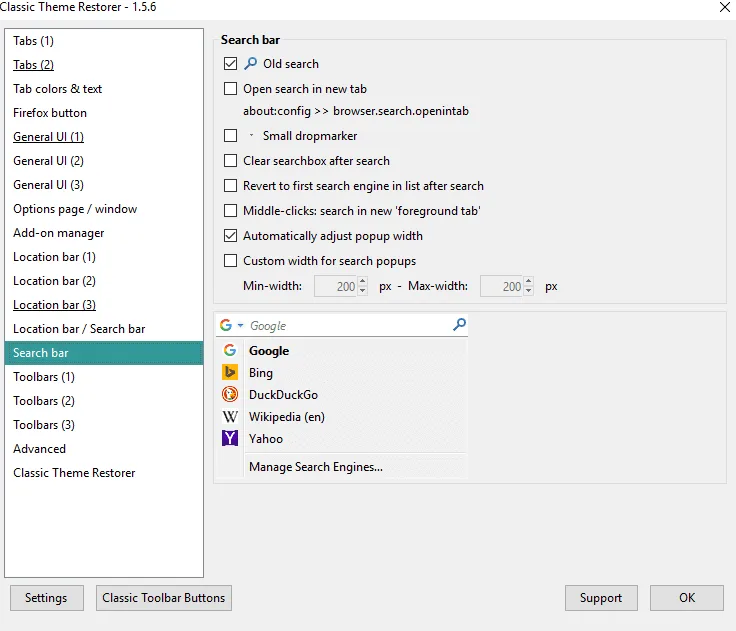 Classic Theme Restorer - 1.5.6
Tabs (1)
Tabs (2)
Tab colors & text
Firefox button
General UI (1)
General UI (2)
General UI (3)
Options page / window
Add-on manager
Location bar (1)
Location bar (2)
Location bar (3)
Location bar / Search bar
Search bar
Toolbars (1)
Toolbars (2)
Toolbars (3)
Advanced
Classic Theme Restorer
Search bar
Old search
Open search in new tab
about:config >> browser.search.openintab
Small dropmarker
Clear searchbox after search
Revert to first search engine in list after search
Middle-clicks: search in new 'foreground tab'
Automatically adjust popup width
Custom width for search popups
Min-width: 200 px - Max-width: 200 px
Google
Google
Bing
DuckDuckGo
Wikipedia (en)
Yahoo
Manage Search Engines...
Settings Classic Toolbar Buttons Support OK